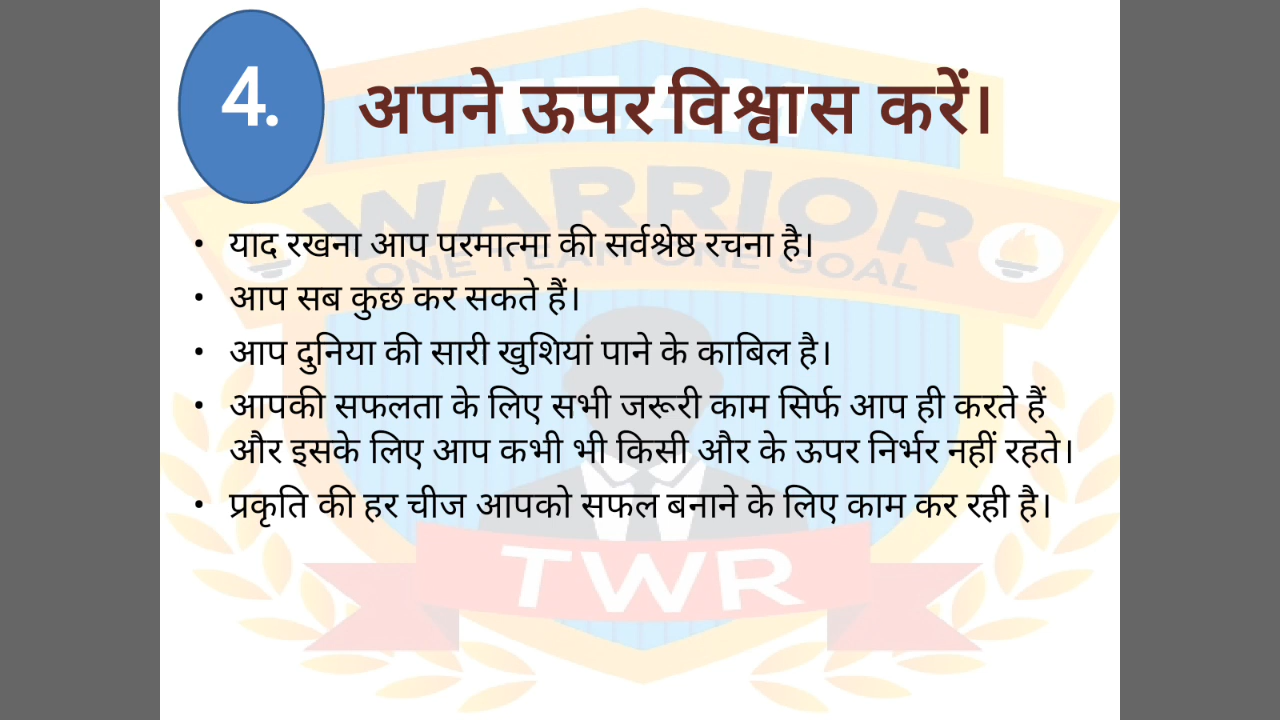 4.
अपने ऊपर विश्वास करें।
TEAM
WARRIOR
ONE TEAM ONE GOAL
• याद रखना आप परमात्मा की सर्वश्रेष्ठ रचना है।
• आप सब कुछ कर सकते हैं।
• आप दुनिया की सारी खुशियां पाने के काबिल है।
• आपकी सफलता के लिए सभी जरूरी काम सिर्फ आप ही करते हैं
और इसके लिए आप कभी भी किसी और के ऊपर निर्भर नहीं रहते।
• प्रकृति की हर चीज आपको सफल बनाने के लिए काम कर रही है।
TWR